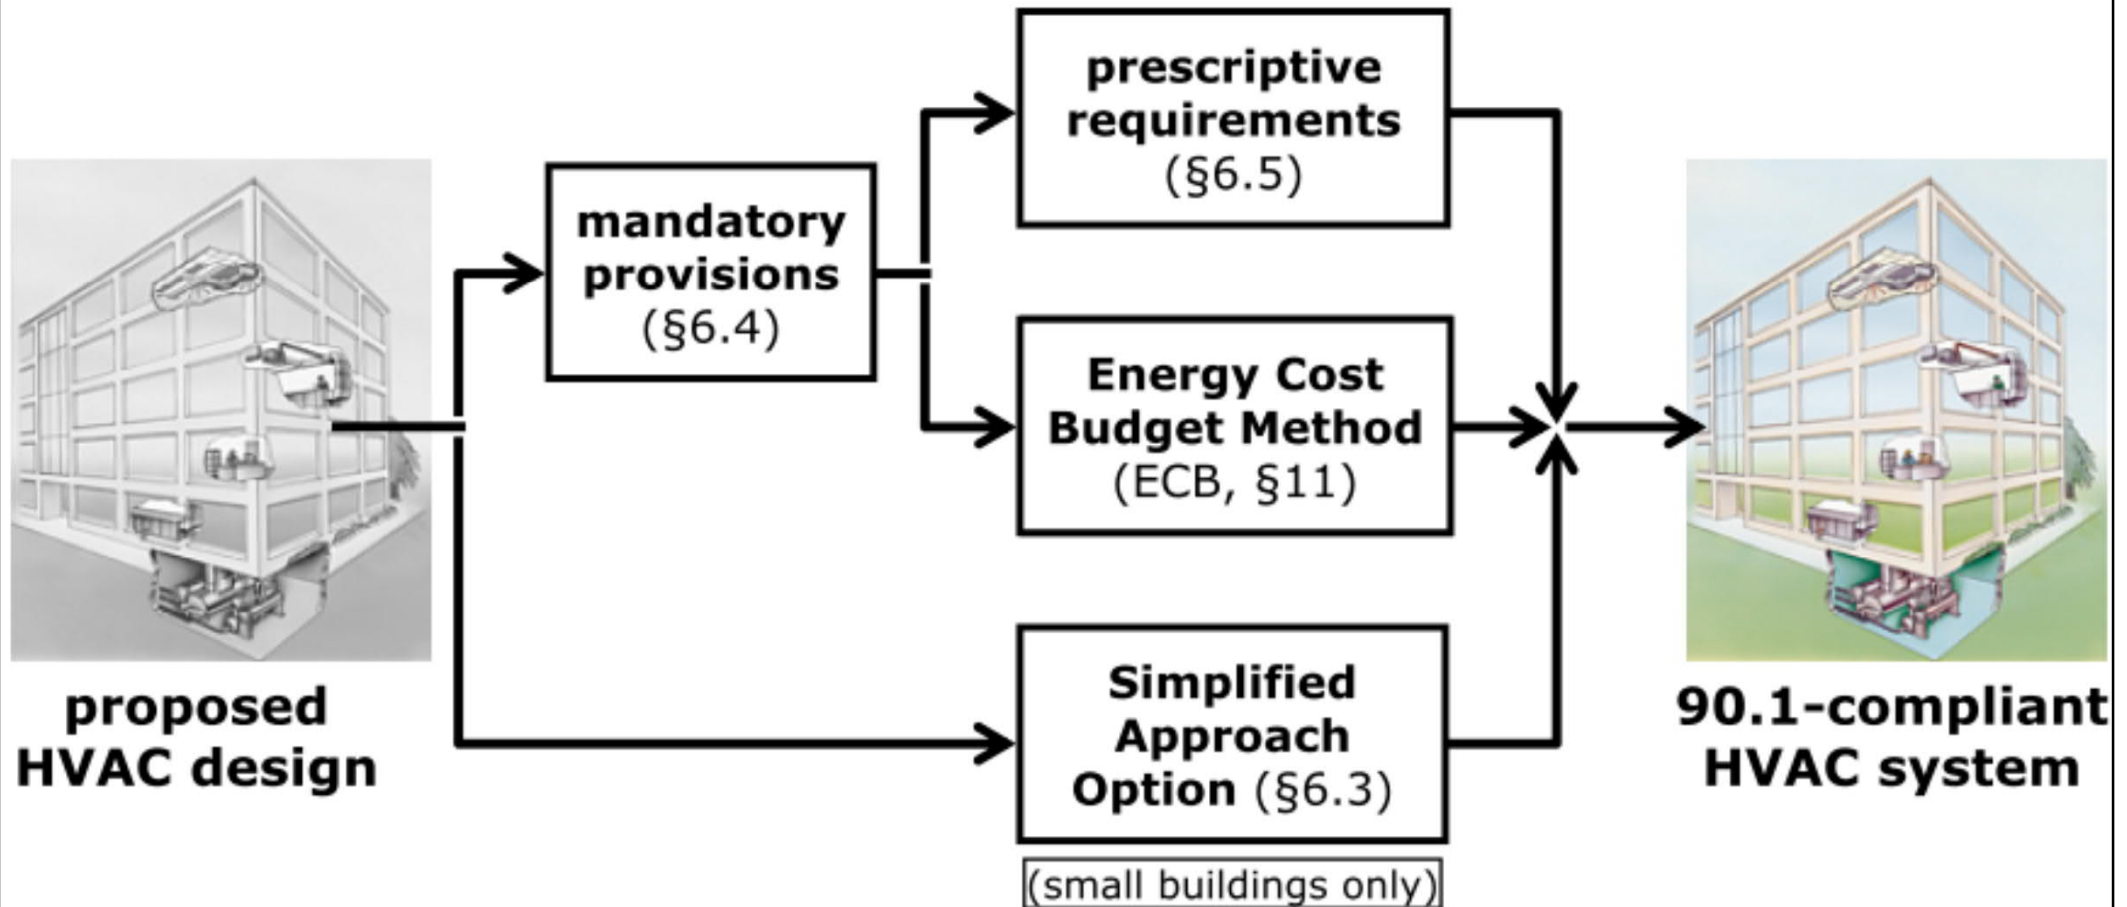 prescriptive
requirements
(§6.5)
mandatory
provisions
(§6.4)
Energy Cost
Budget Method
(ECB, §11)
Simplified
Approach
Option (§6.3)
(small buildings only)
proposed
HVAC design
90.1-compliant
HVAC system